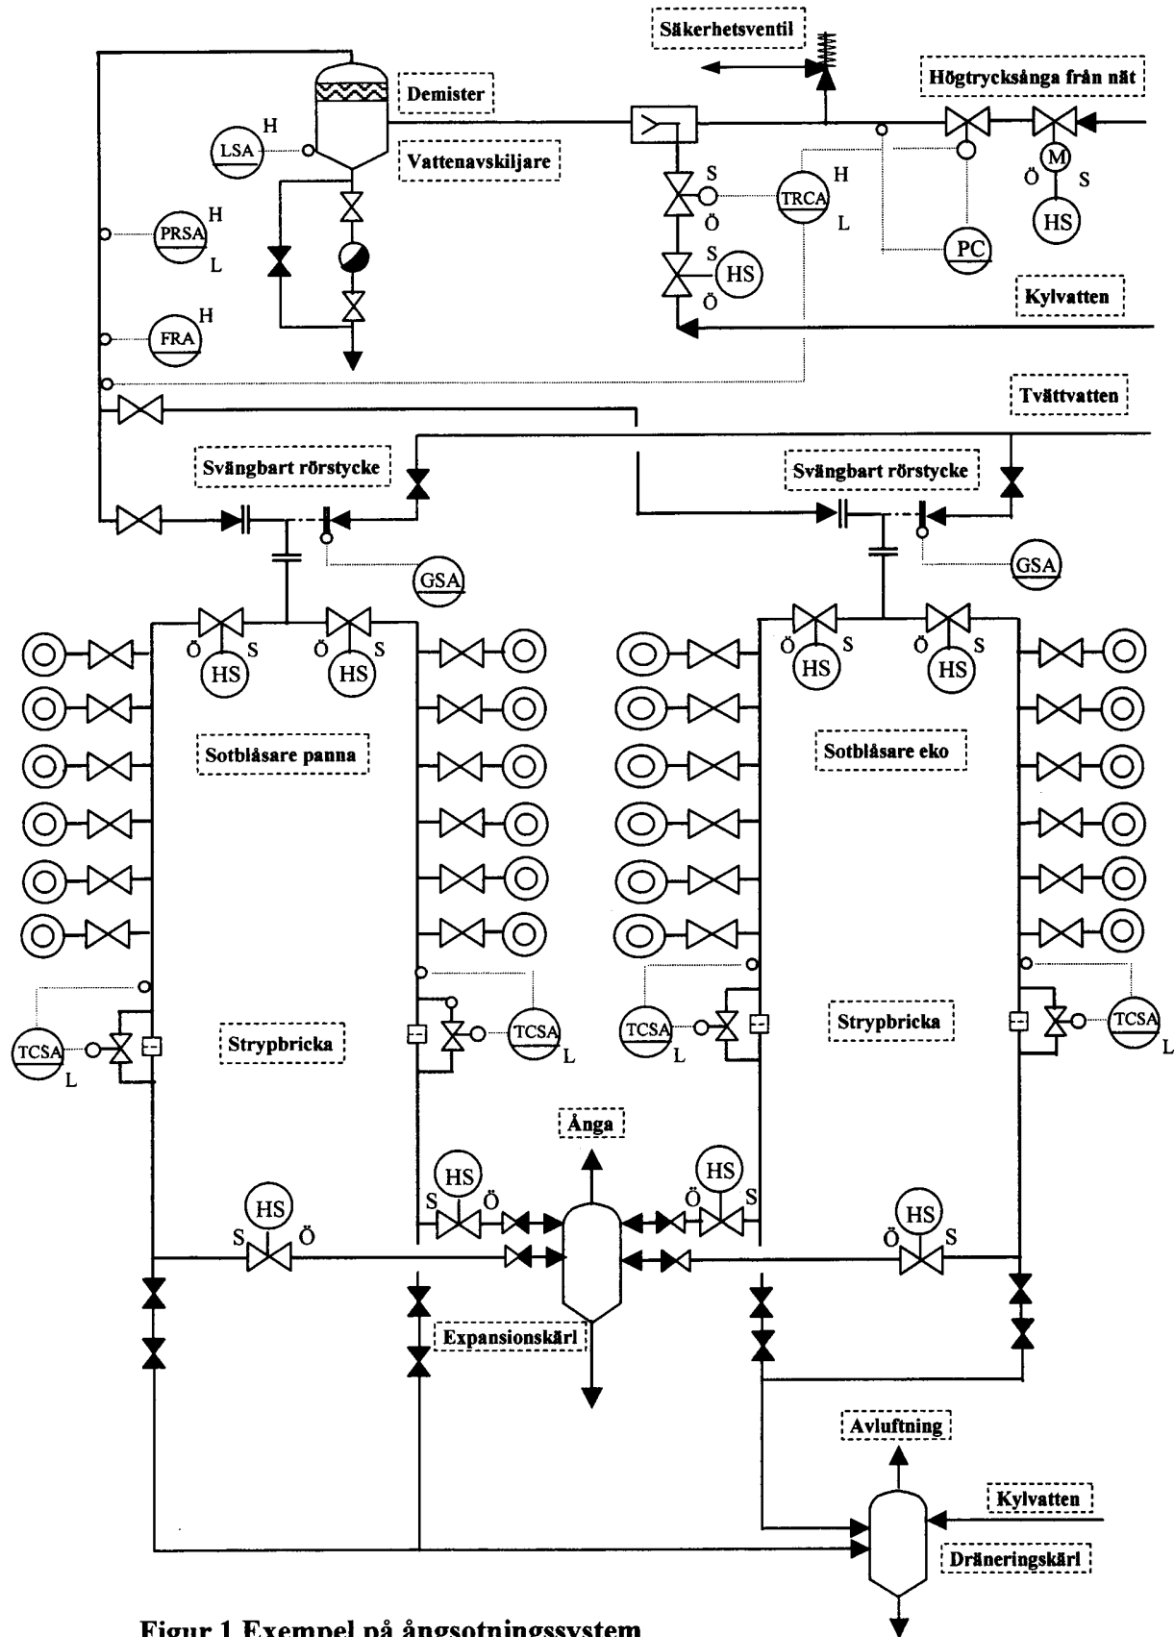 Säkerhetsventil
Högtrycksånga från nät
Demister
H
LSA
Vattenavskiljare
S
Ö
TRCA
H
L
M
Ö
S
HS
PRSA
H
L
S
HS
Ö
PC
Kylvatten
FRA
H
Tvättvatten
Svängbart rörstycke
Svängbart rörstycke
GSA
GSA
Ö
HS
S
Ö
HS
S
Ö
HS
S
Ö
HS
S
Sotblåsare panna
Sotblåsare eko
TCSA
L
Strypbricka
TCSA
L
TCSA
L
Strypbricka
TCSA
L
Ånga
HS
S
Ö
HS
Ö
S
HS
S
Ö
HS
Ö
S
Expansionskärl
Avluftning
Kylvatten
Dräneringskärl
Figur 1 Exempel på ångsotningssystem